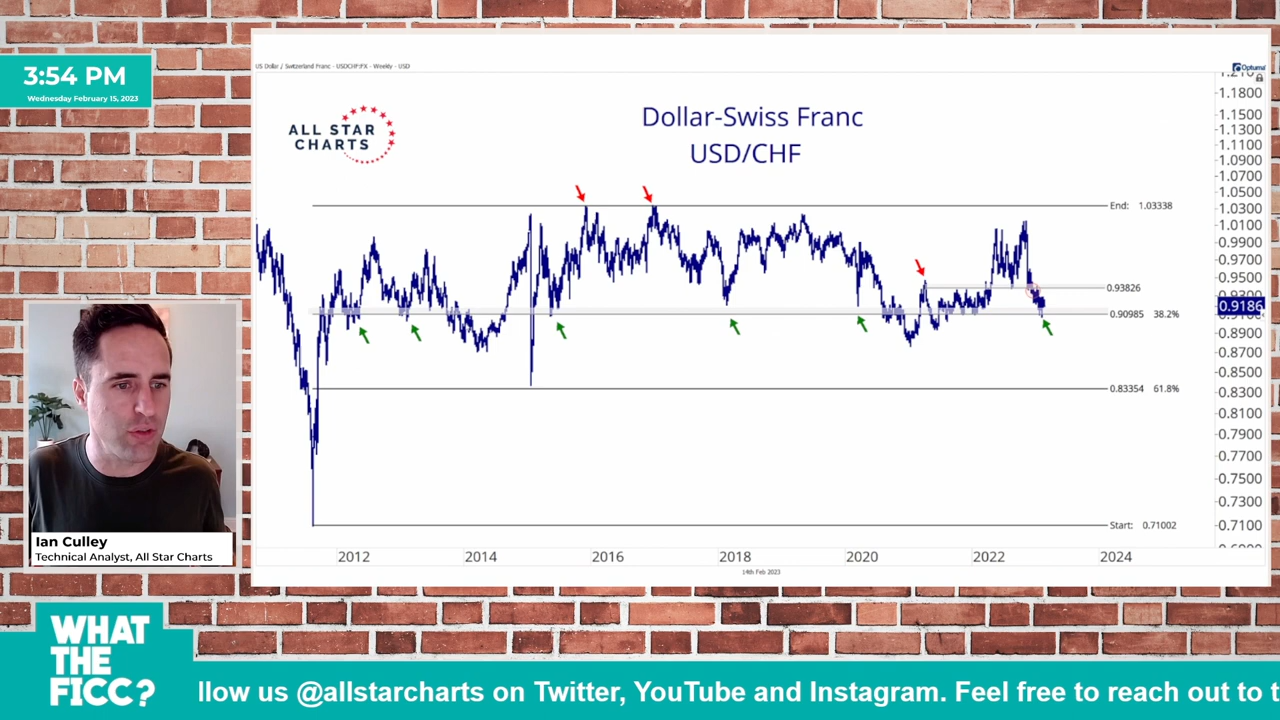 3:54 PM
Wednesday February 15, 2023
US Dollar / Switzerland Franc - USDCHF:FX - Weekly - USD
Optuma
ALL STAR
CHARTS
Dollar-Swiss Franc
USD/CHF
1.1800
1.1500
1.1300
1.1100
1.0900
1.0700
1.0500
1.0300
1.0100
0.9900
0.9700
0.9500
0.9300
0.9186
0.8900
0.8700
0.8500
0.8300
0.8100
0.7900
0.7700
0.7500
0.7300
0.7100
End: 1.03338
0.93826
0.90985 38.2%
0.83354 61.8%
Start: 0.71002
2012 2014 2016 2018 2020 2022 2024
14th Feb 2023
Ian Culley
Technical Analyst, All Star Charts
WHAT
THE
FICC?
llow us @allstarcharts on Twitter, YouTube and Instagram. Feel free to reach out to t